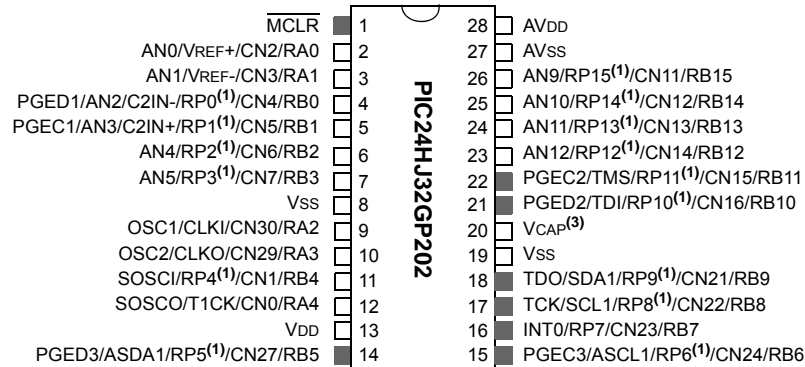 MCLR 1 28 AVDD
AN0/VREF+/CN2/RA0 2 27 AVSS
AN1/VREF-/CN3/RA1 3 26 AN9/RP15(1)/CN11/RB15
PGED1/AN2/C2IN-/RP0(1)/CN4/RB0 4 25 AN10/RP14(1)/CN12/RB14
PGEC1/AN3/C2IN+/RP1(1)/CN5/RB1 5 24 AN11/RP13(1)/CN13/RB13
AN4/RP2(1)/CN6/RB2 6 23 AN12/RP12(1)/CN14/RB12
AN5/RP3(1)/CN7/RB3 7 22 PGEC2/TMS/RP11(1)/CN15/RB11
VSS 8 21 PGED2/TDI/RP10(1)/CN16/RB10
OSC1/CLKI/CN30/RA2 9 20 VCAP(3)
OSC2/CLKO/CN29/RA3 10 19 VSS
SOSCI/RP4(1)/CN1/RB4 11 18 TDO/SDA1/RP9(1)/CN21/RB9
SOSCO/T1CK/CN0/RA4 12 17 TCK/SCL1/RP8(1)/CN22/RB8
VDD 13 16 INT0/RP7/CN23/RB7
PGED3/ASDA1/RP5(1)/CN27/RB5 14 15 PGEC3/ASCL1/RP6(1)/CN24/RB6
PIC24HJ32GP202